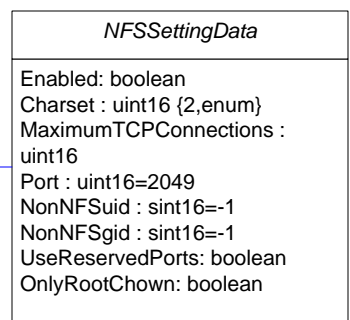 NFSSettingData
Enabled: boolean
Charset : uint16 {2,enum}
MaximumTCPConnections :
uint16
Port : uint16=2049
NonNFSuid : sint16=-1
NonNFSgid : sint16=-1
UseReservedPorts: boolean
OnlyRootChown: boolean